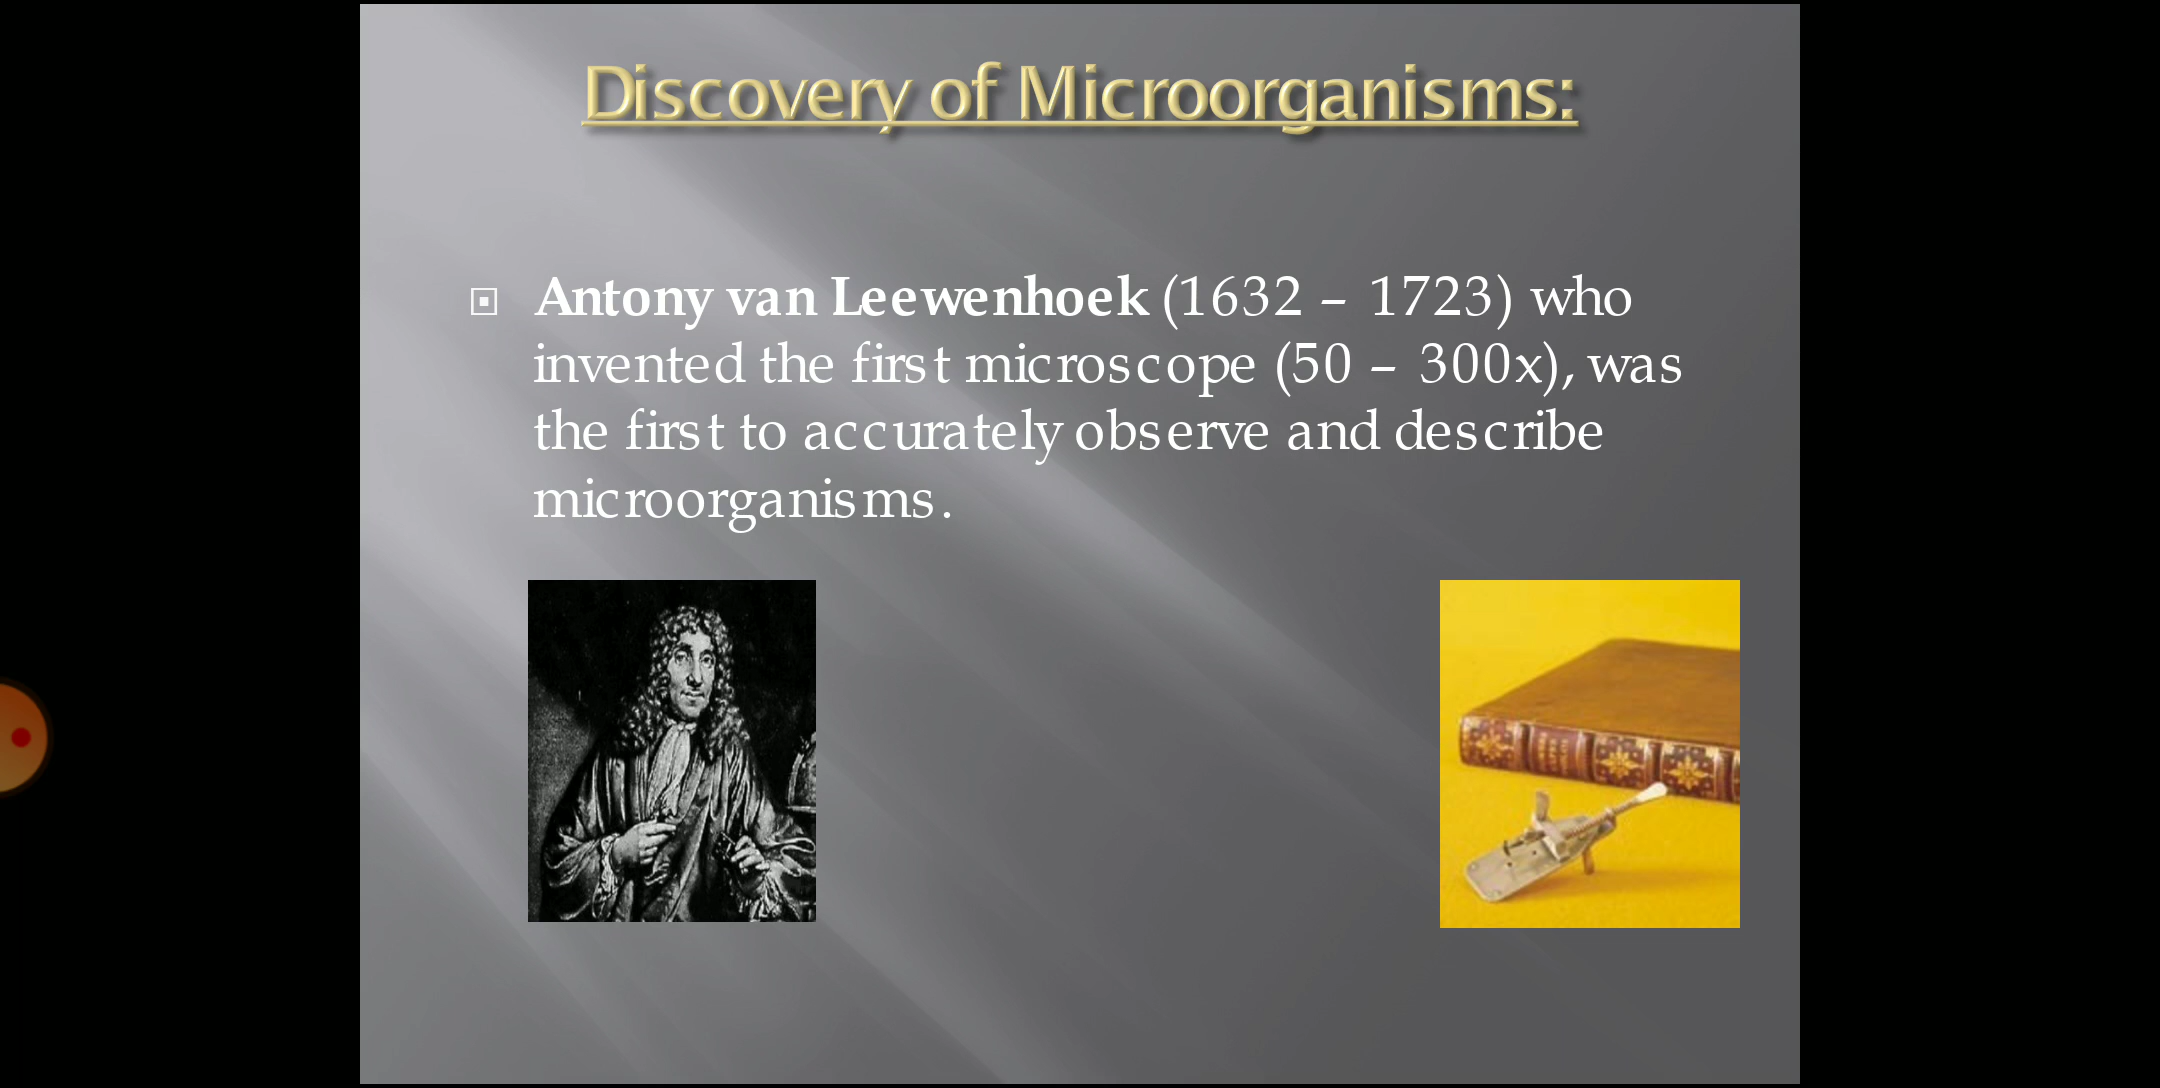 Discovery of Microorganisms:
Antony van Leewenhoek (1632 – 1723) who
invented the first microscope (50 – 300x), was
the first to accurately observe and describe
microorganisms.